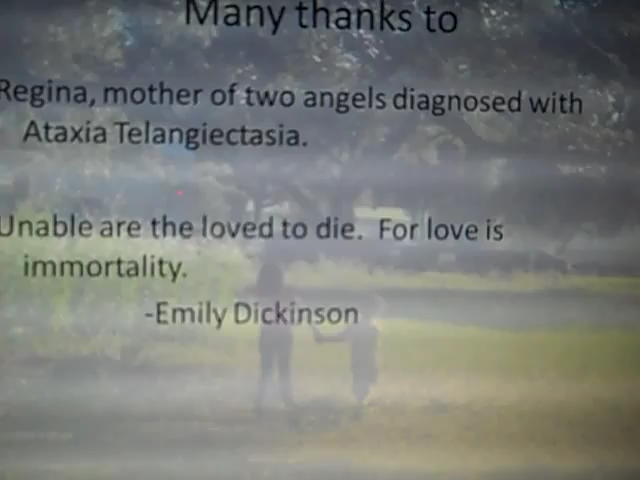 Many thanks to
Regina, mother of two angels diagnosed with
Ataxia Telangiectasia.
Unable are the loved to die. For love is
immortality.
-Emily Dickinson